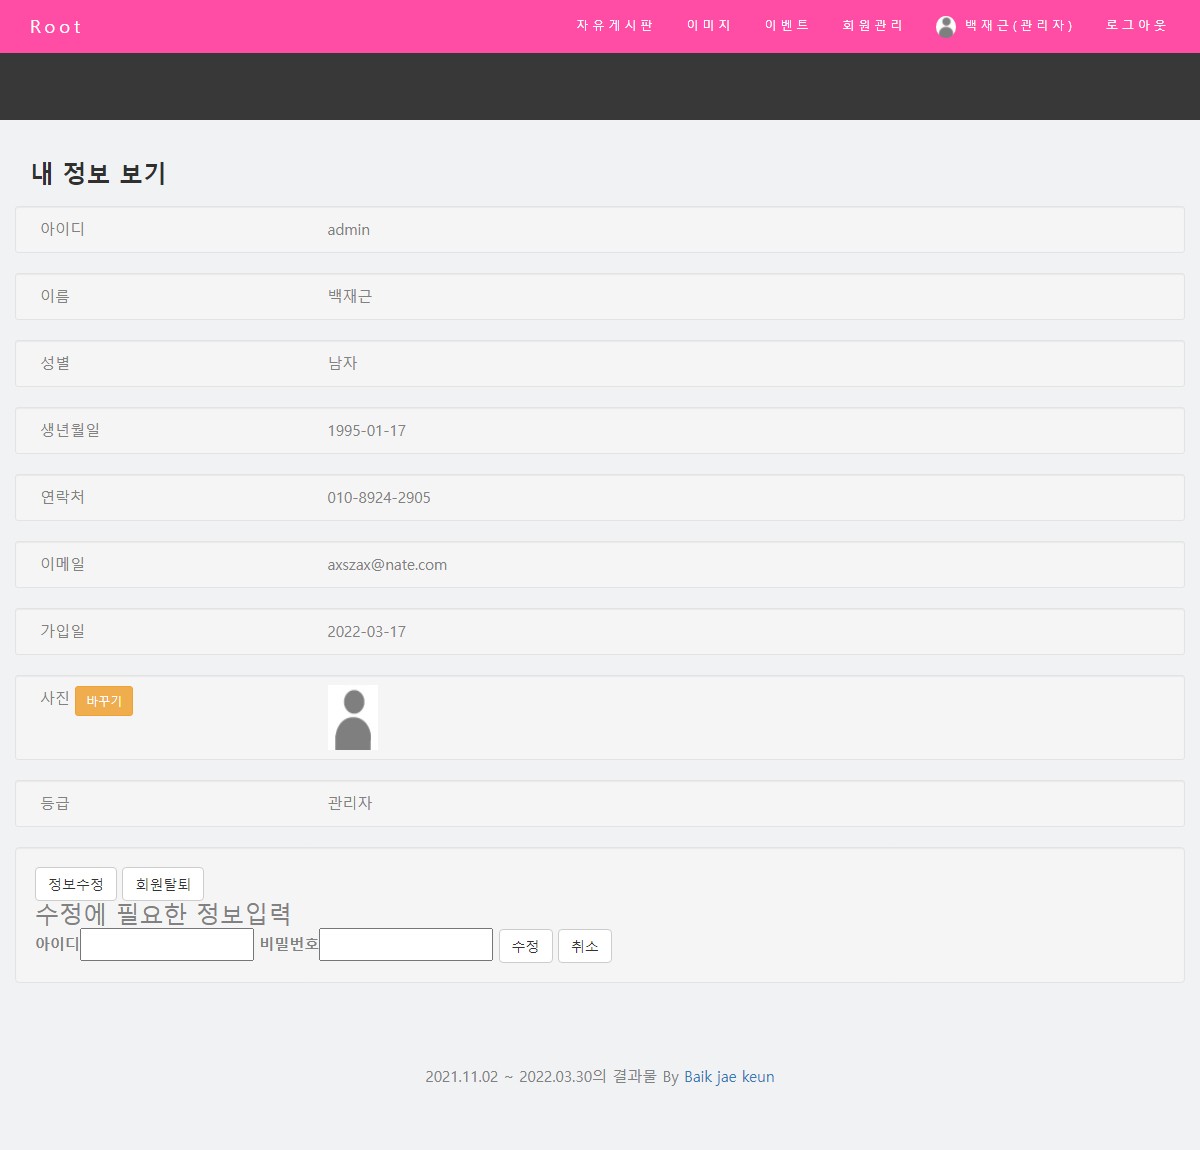 Root 자유게시판 이미지 이벤트 회원관리 백재근(관리자) 로그아웃
내 정보 보기
아이디 admin
이름 백재근
성별 남자
생년월일 1995-01-17
연락처 010-8924-2905
이메일 axszax@nate.com
가입일 2022-03-17
사진 바꾸기
등급 관리자
정보수정 회원탈퇴
수정에 필요한 정보입력
아이디 비밀번호 수정 취소
2021.11.02 ~ 2022.03.30의 결과물 By Baik jae keun